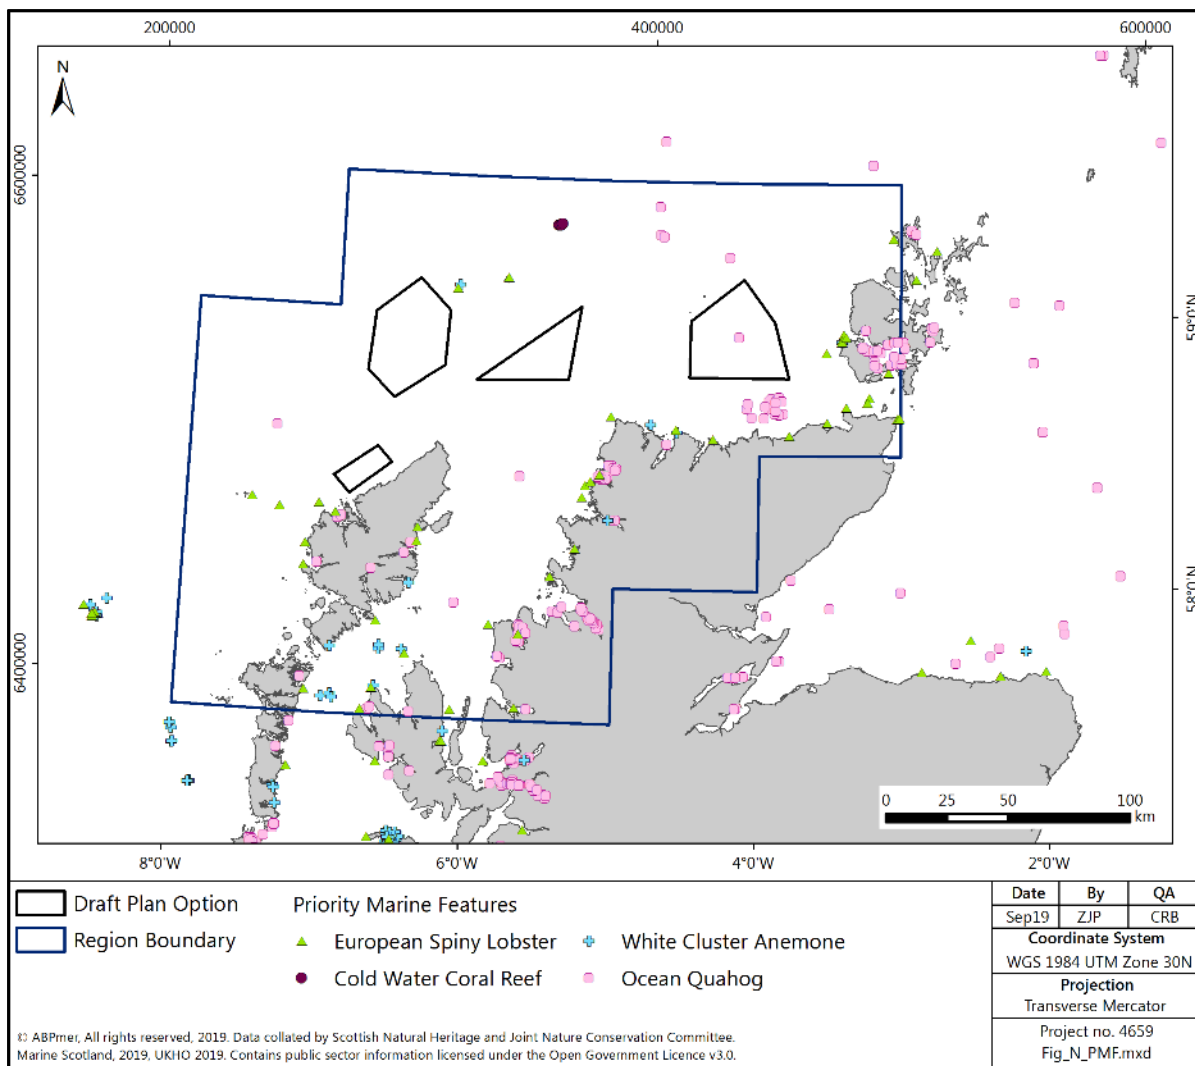 200000 400000 600000
N
6600000
6400000
59°0'N
58°0'N
0 25 50 100
km
8°0'W 6°0'W 4°0'W 2°0'W
Draft Plan Option
Region Boundary
Priority Marine Features
European Spiny Lobster
White Cluster Anemone
Cold Water Coral Reef
Ocean Quahog
© ABPmer, All rights reserved, 2019. Data collated by Scottish Natural Heritage and Joint Nature Conservation Committee.
Marine Scotland, 2019, UKHO 2019. Contains public sector information licensed under the Open Government Licence v3.0.
Date By QA
Sep19 ZJP CRB
Coordinate System
WGS 1984 UTM Zone 30N
Projection
Transverse Mercator
Project no. 4659
Fig_N_PMF.mxd